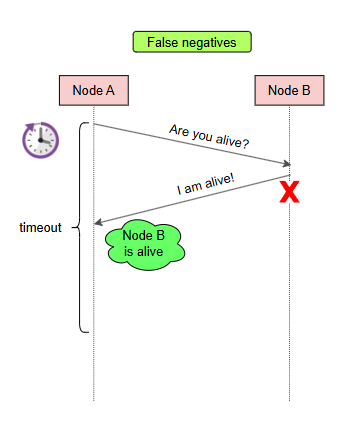 False negatives
Node A
Node B
Are you alive?
I am alive!
X
timeout
Node B
is alive